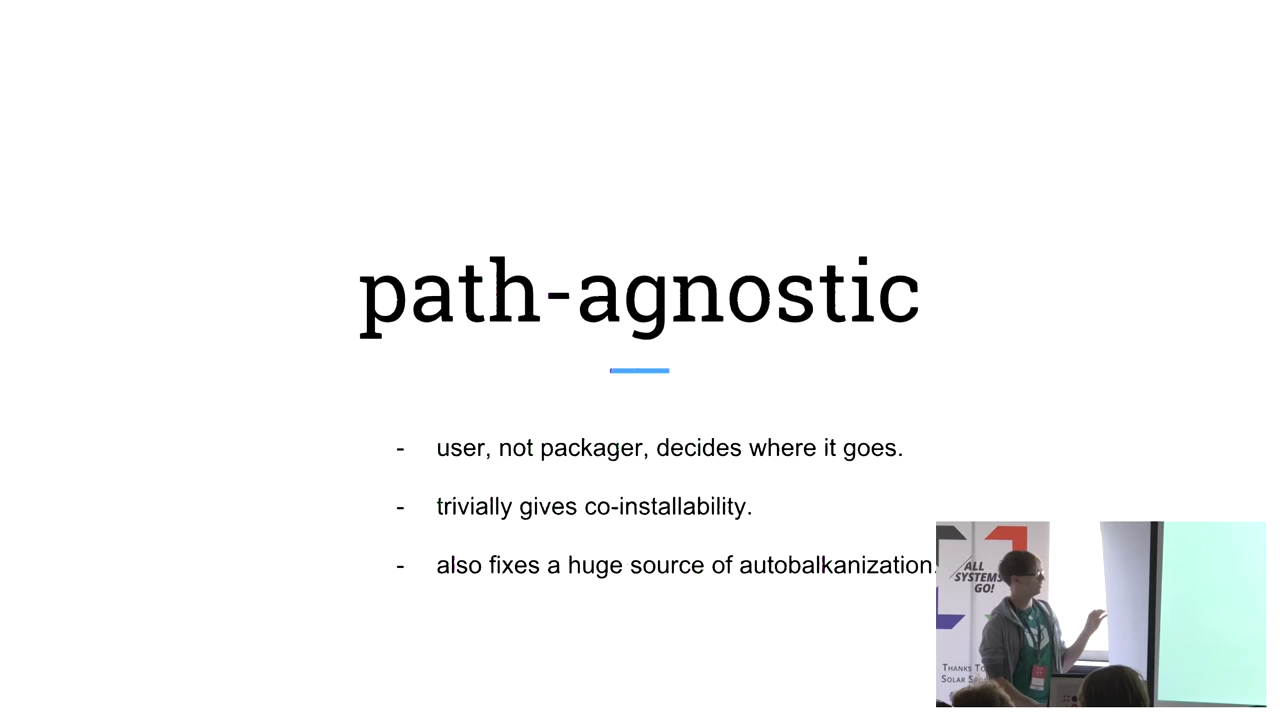 path-agnostic
- user, not packager, decides where it goes.
- trivially gives co-installability.
- also fixes a huge source of autobalkanization.
ALL
SYSTEMS
GO!
THANKS
SOLAR